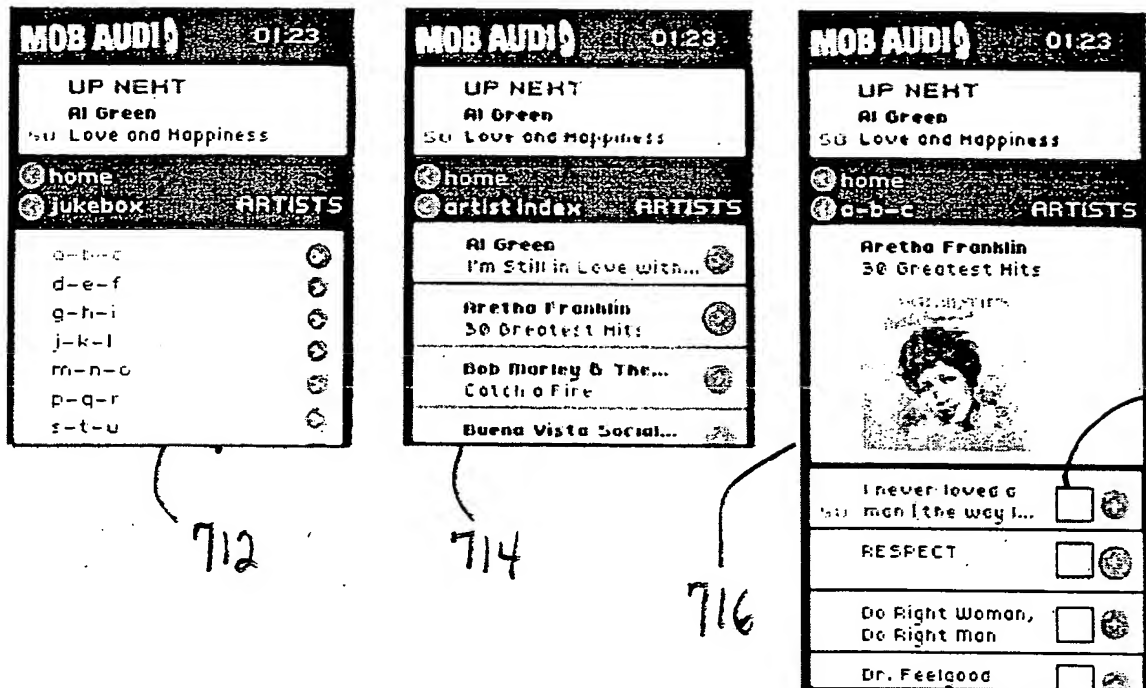 MOB AUDIO 01:23
UP NEXT
Al Green
Love and Happiness
home
jukebox ARTISTS
a-b-c
d-e-f
g-h-i
j-k-l
m-n-o
p-q-r
s-t-u
712
MOB AUDIO 01:23
UP NEXT
Al Green
Love and Happiness
home
artist index ARTISTS
Al Green
I'm Still in Love with...
Aretha Franklin
30 Greatest Hits
Bob Marley & The...
Catch a Fire
Buena Vista Social...
714
MOB AUDIO 01:23
UP NEXT
Al Green
Love and Happiness
home
a-b-c ARTISTS
Aretha Franklin
30 Greatest Hits
I never loved a
man (the way I...
RESPECT
Do Right Woman,
Do Right Man
Dr. Feelgood
716